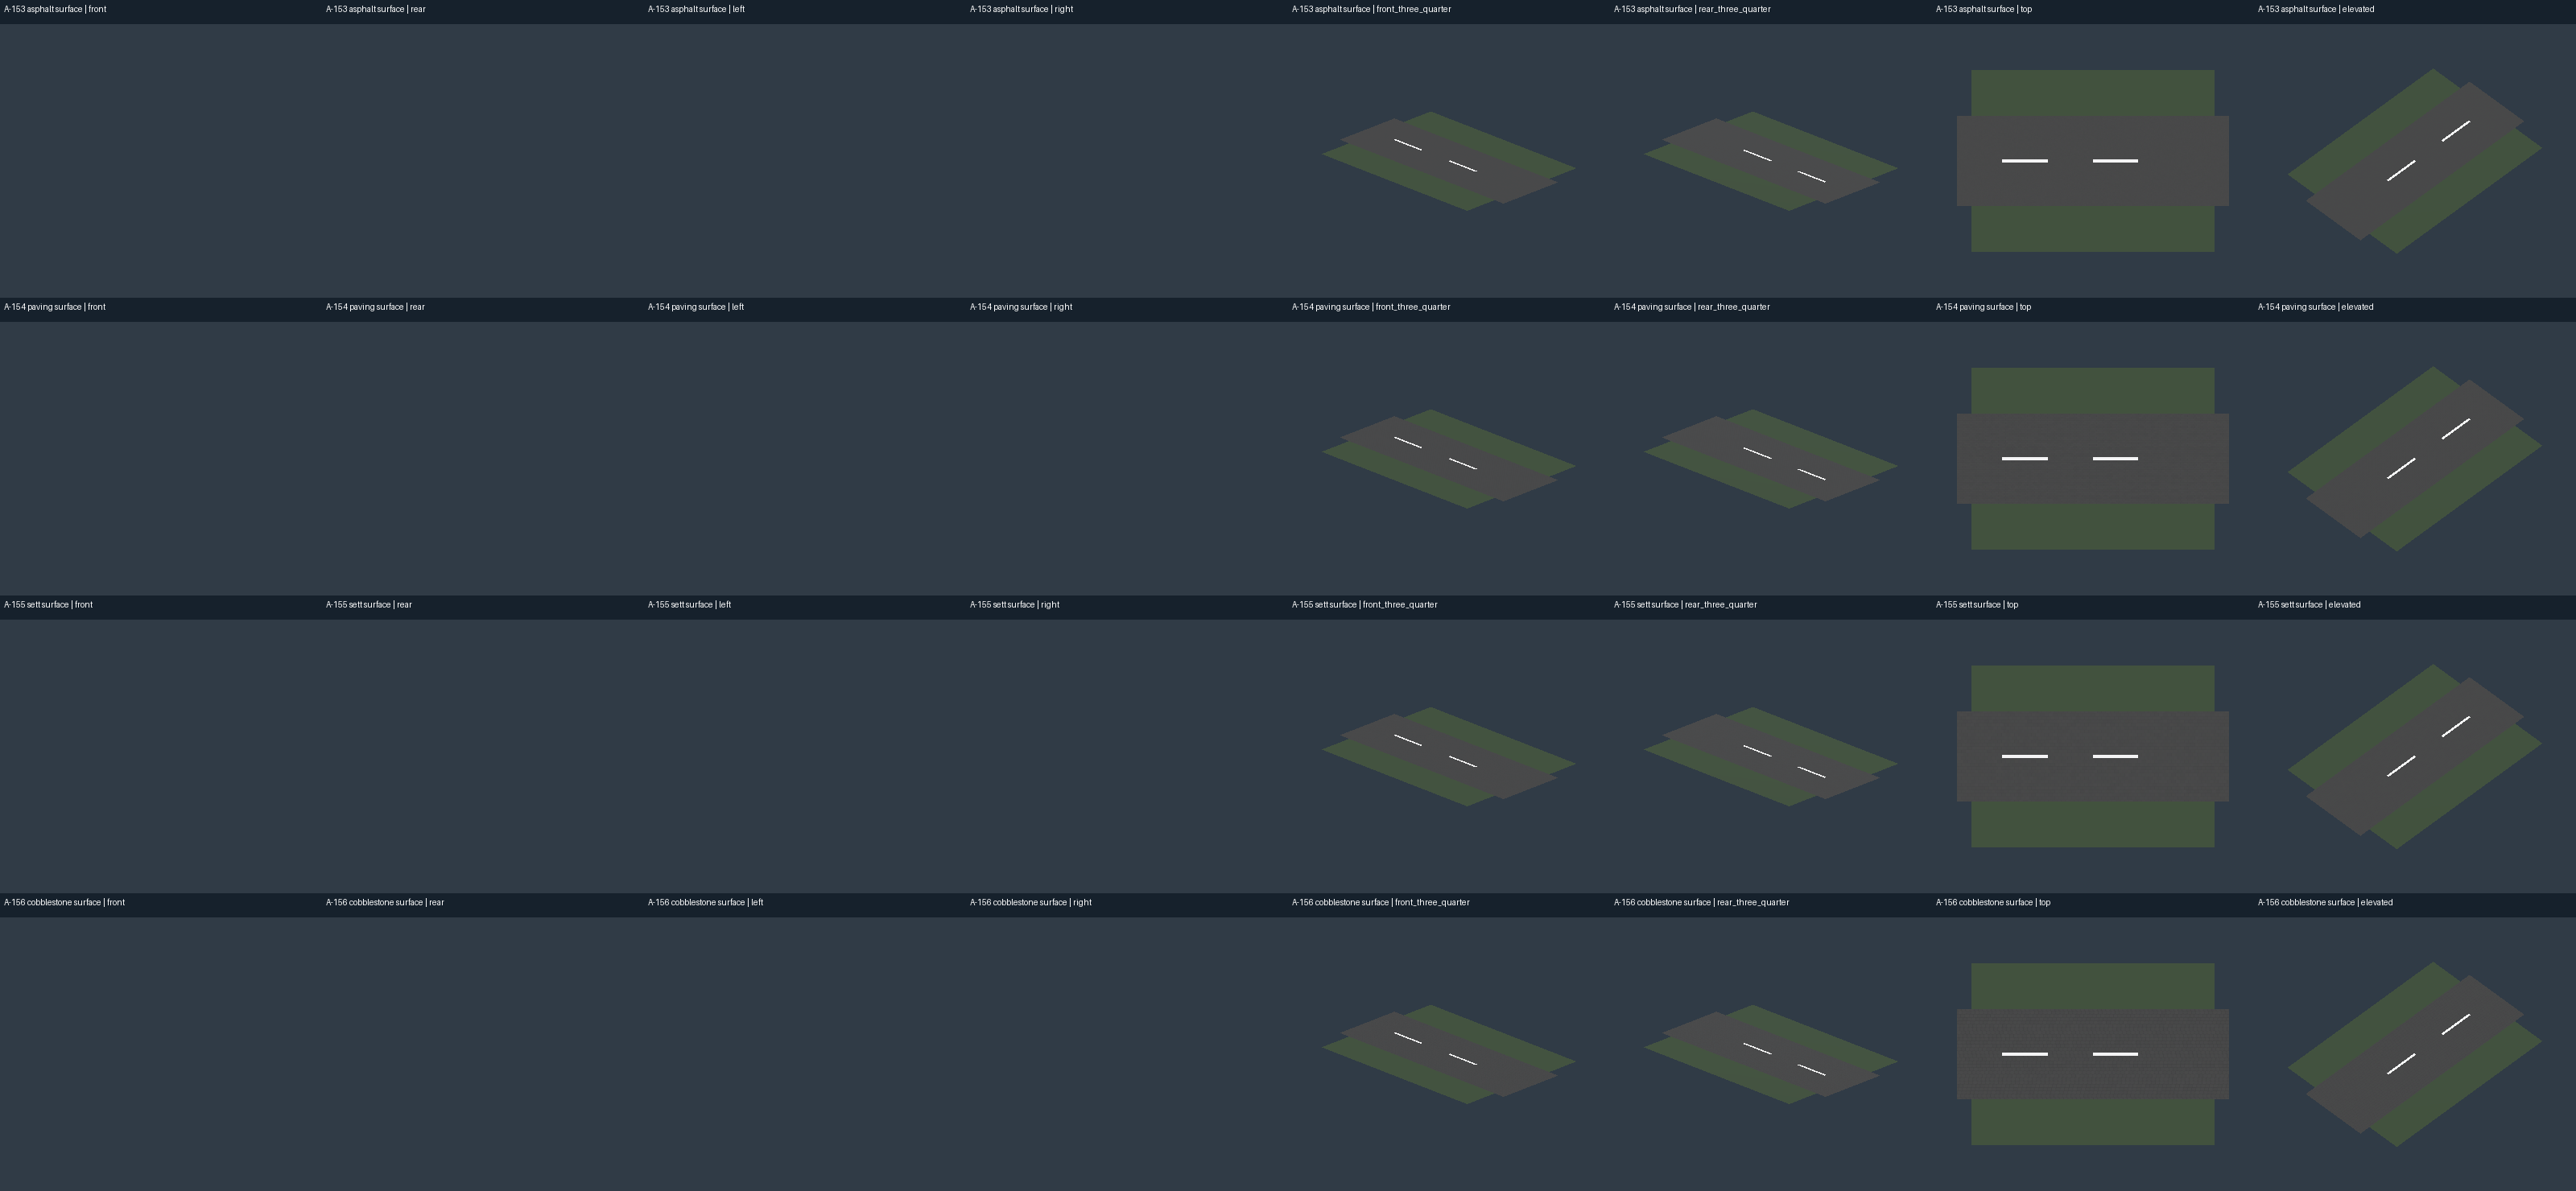 A-153 asphalt surface | front
A-153 asphalt surface | rear
A-153 asphalt surface | left
A-153 asphalt surface | right
A-153 asphalt surface | front_three_quarter
A-153 asphalt surface | rear_three_quarter
A-153 asphalt surface | top
A-153 asphalt surface | elevated
A-154 paving surface | front
A-154 paving surface | rear
A-154 paving surface | left
A-154 paving surface | right
A-154 paving surface | front_three_quarter
A-154 paving surface | rear_three_quarter
A-154 paving surface | top
A-154 paving surface | elevated
A-155 sett surface | front
A-155 sett surface | rear
A-155 sett surface | left
A-155 sett surface | right
A-155 sett surface | front_three_quarter
A-155 sett surface | rear_three_quarter
A-155 sett surface | top
A-155 sett surface | elevated
A-156 cobblestone surface | front
A-156 cobblestone surface | rear
A-156 cobblestone surface | left
A-156 cobblestone surface | right
A-156 cobblestone surface | front_three_quarter
A-156 cobblestone surface | rear_three_quarter
A-156 cobblestone surface | top
A-156 cobblestone surface | elevated